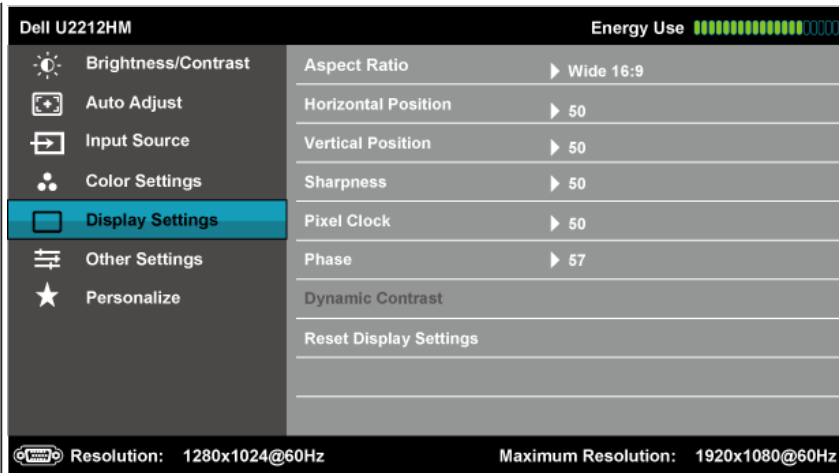 Dell U2212HM Energy Use
Brightness/Contrast Aspect Ratio Wide 16:9
Auto Adjust Horizontal Position 50
Input Source Vertical Position 50
Color Settings Sharpness 50
Display Settings Pixel Clock 50
Other Settings Phase 57
Personalize Dynamic Contrast
Reset Display Settings
Resolution: 1280x1024@60Hz Maximum Resolution: 1920x1080@60Hz